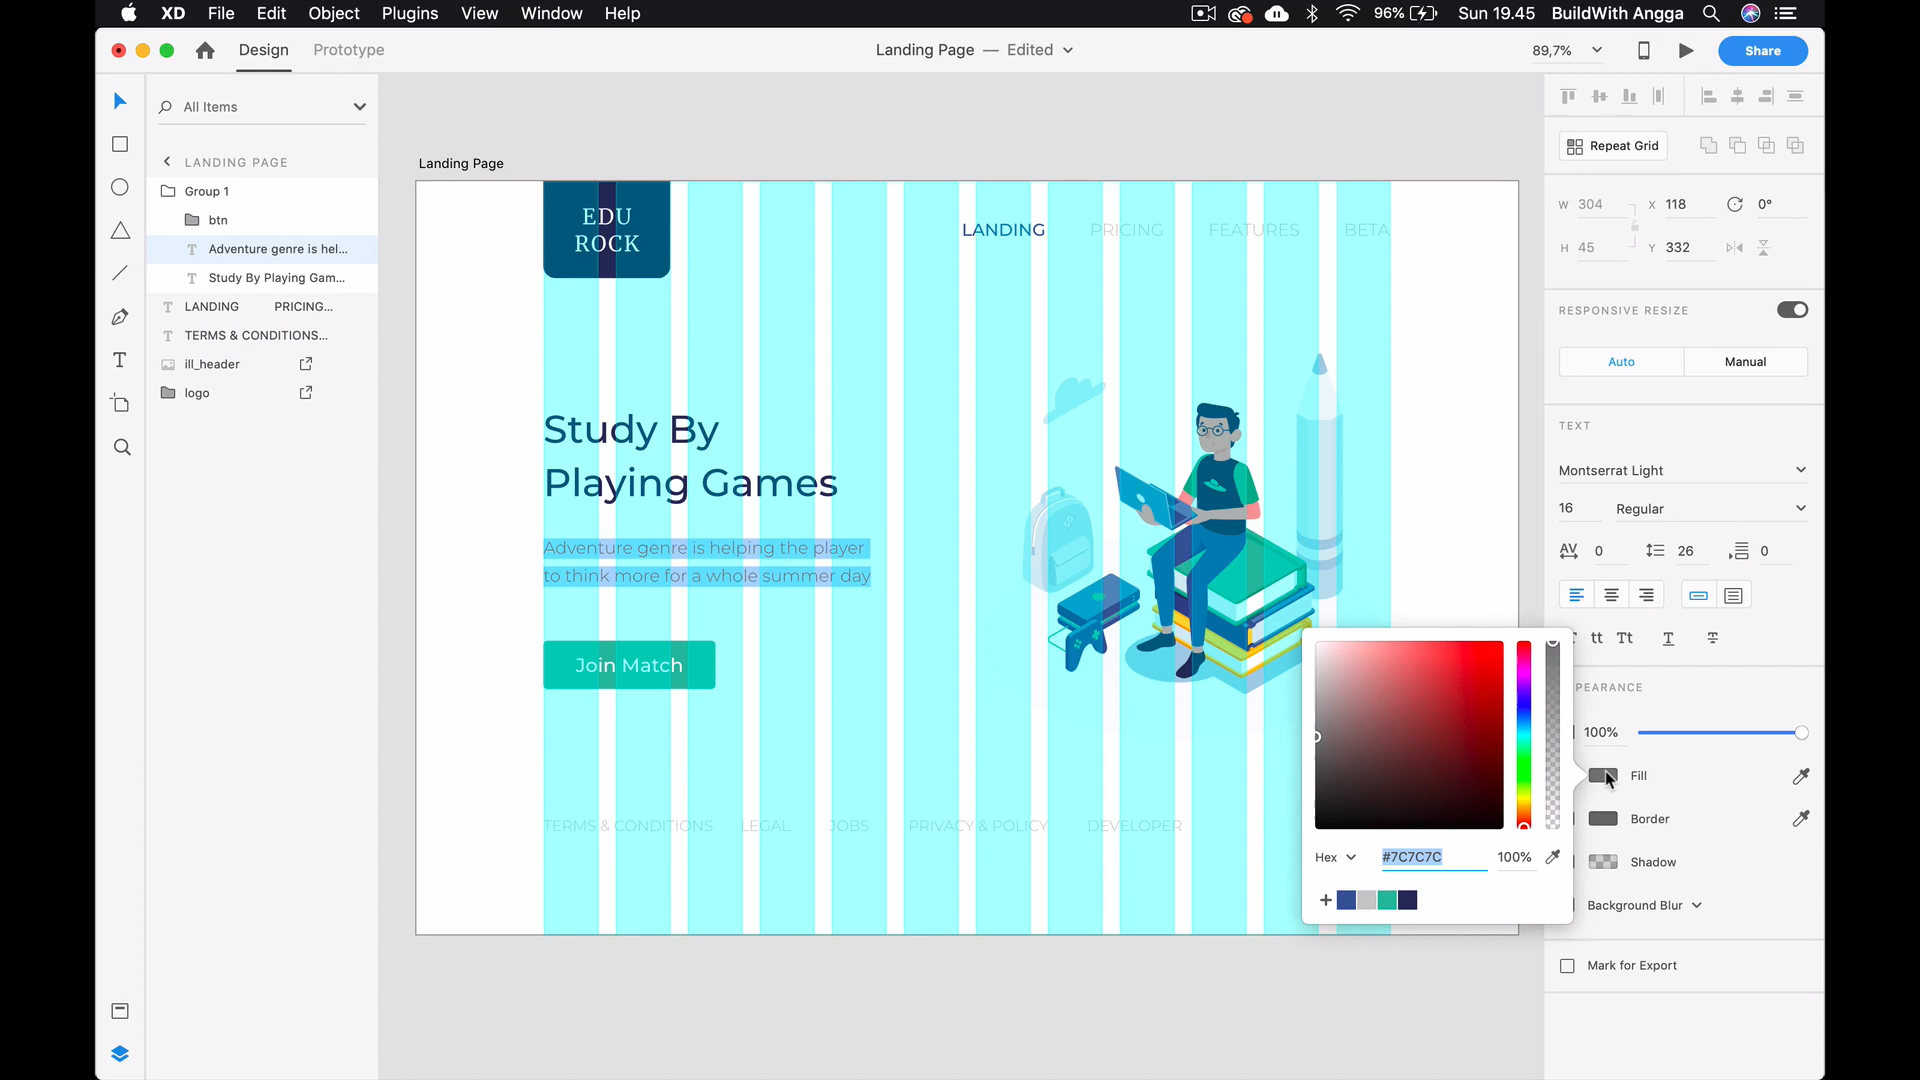 XD File Edit Object Plugins View Window Help 96% Sun 19.45 BuildWith Angga
Design Prototype Landing Page — Edited 89,7% Share
All Items
LANDING PAGE
Group 1
btn
Adventure genre is hel...
Study By Playing Gam...
LANDING PRICING...
TERMS & CONDITIONS...
ill_header
logo
Landing Page
EDU
ROCK
LANDING PRICING FEATURES BETA
Study By
Playing Games
Adventure genre is helping the player
to think more for a whole summer day
Join Match
TERMS & CONDITIONS LEGAL JOBS PRIVACY & POLICY DEVELOPER
Repeat Grid
W 304 X 118 0°
H 45 Y 332
RESPONSIVE RESIZE
Auto Manual
TEXT
Montserrat Light
16 Regular
AV 0 26 0
tt Tt T T
PEARANCE
100%
Fill
Border
Shadow
Background Blur
Mark for Export
Hex #7C7C7C 100%